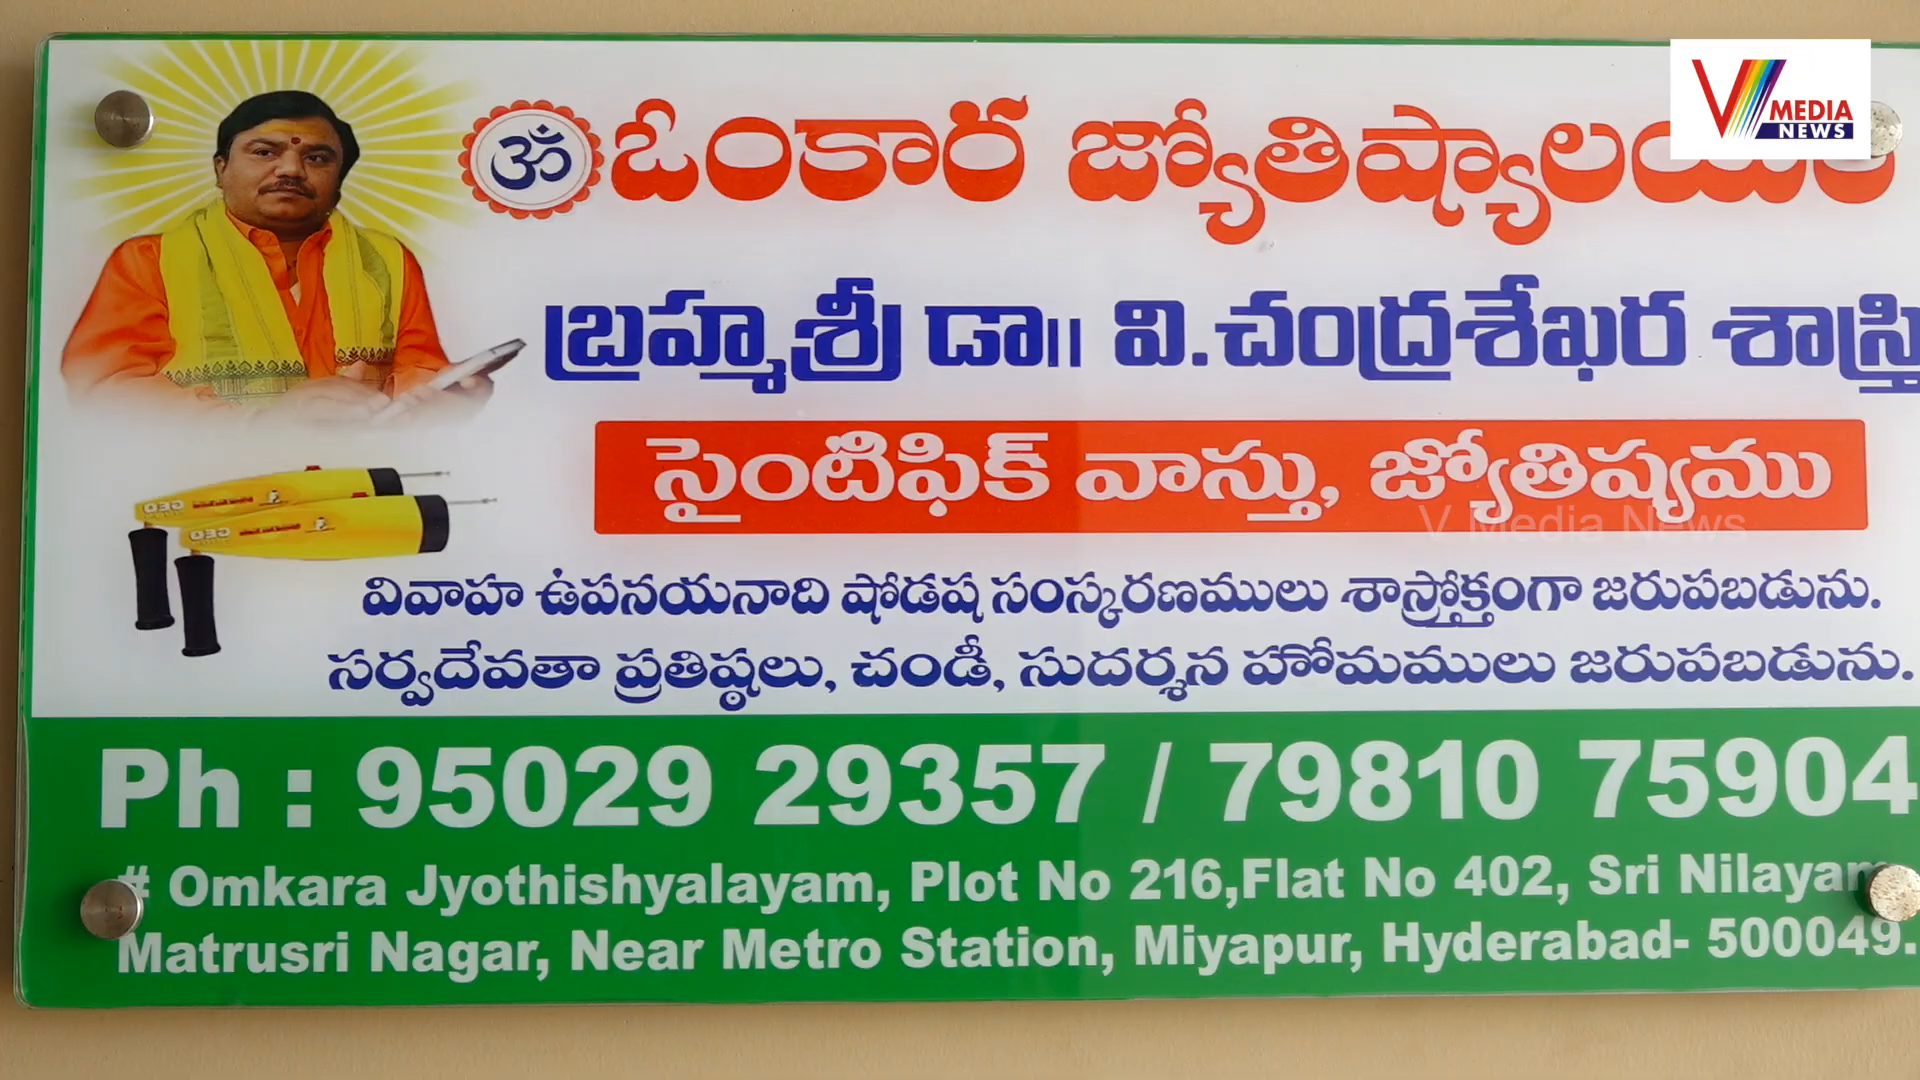 ॐ ఓంకార జ్యోతిష్యాలయం
V MEDIA NEWS
బ్రహ్మశ్రీ డా॥ వి.చంద్రశేఖర శాస్త్రి
సైంటిఫిక్ వాస్తు, జ్యోతిష్యము
V Media News
వివాహ ఉపనయనాది షోడష సంస్కరణములు శాస్త్రోక్తంగా జరుపబడును.
సర్వదేవతా ప్రతిష్ఠలు, చండీ, సుదర్శన హోమములు జరుపబడును.
Ph : 95029 29357 / 79810 75904
# Omkara Jyothishyalayam, Plot No 216,Flat No 402, Sri Nilayam
Matrusri Nagar, Near Metro Station, Miyapur, Hyderabad- 500049.